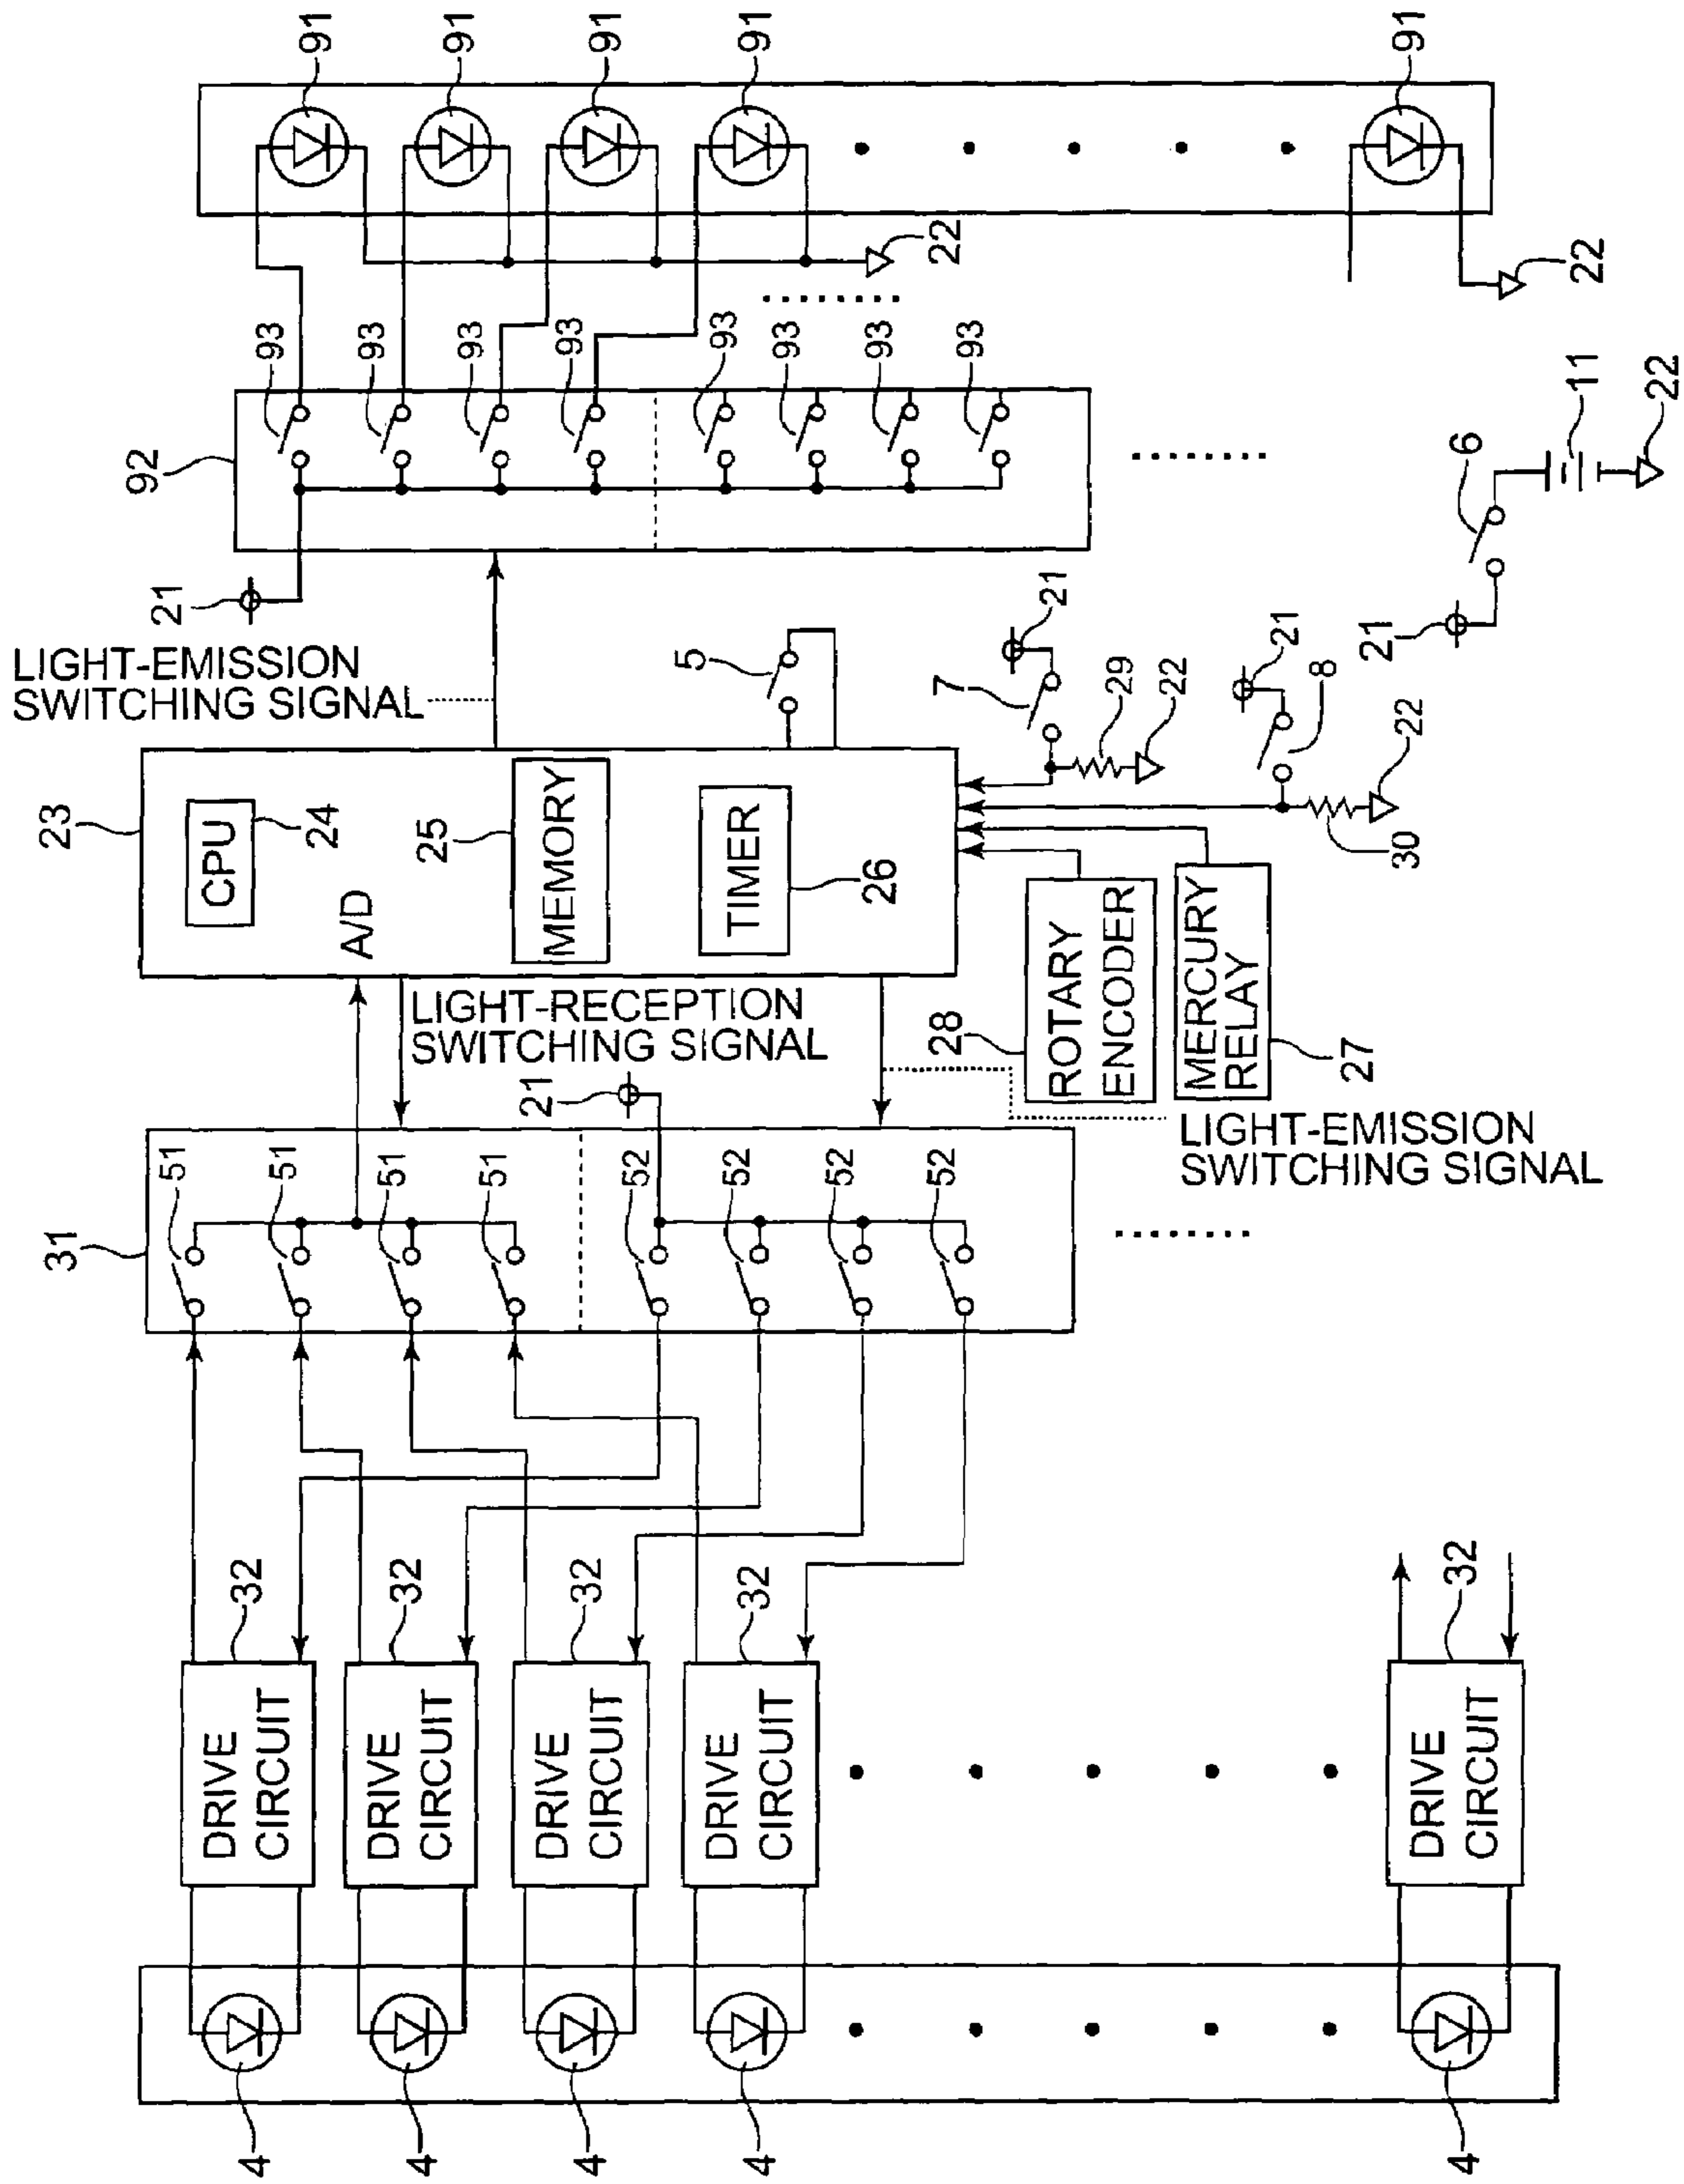 91
91
91
91
91
22
22
93
93
93
93
93
93
93
93
92
21
LIGHT-EMISSION
SWITCHING SIGNAL
5
7
21
29
22
21
8
22
30
6
11
22
21
23
CPU
24
A/D
25
MEMORY
TIMER
26
28
ROTARY
ENCODER
MERCURY
RELAY
27
LIGHT-RECEPTION
SWITCHING SIGNAL
21
LIGHT-EMISSION
SWITCHING SIGNAL
31
51
51
51
51
52
52
52
52
32
32
32
32
32
DRIVE
CIRCUIT
DRIVE
CIRCUIT
DRIVE
CIRCUIT
DRIVE
CIRCUIT
DRIVE
CIRCUIT
4
4
4
4
4